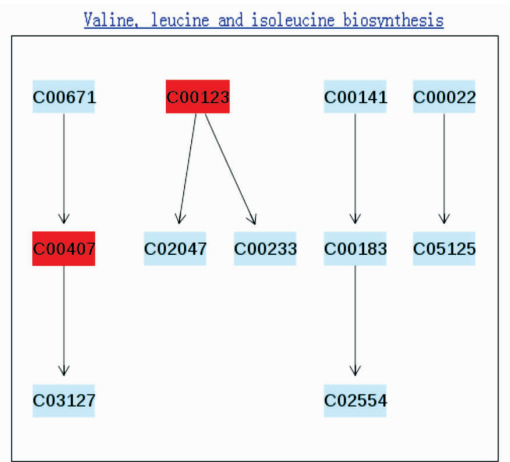 Valine, leucine and isoleucine biosynthesis
C00671 C00123 C00141 C00022
C00407 C02047 C00233 C00183 C05125
C03127 C02554